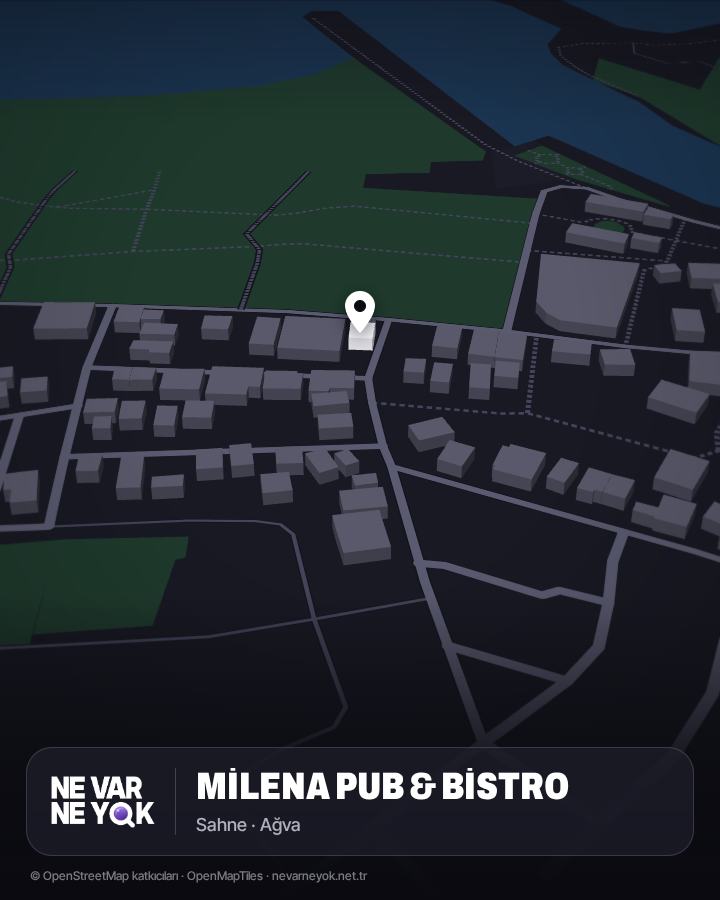 NE VAR
NE YOK
MİLENA PUB & BİSTRO
Sahne · Ağva
© OpenStreetMap katkıcıları · OpenMapTiles · nevarneyok.net.tr